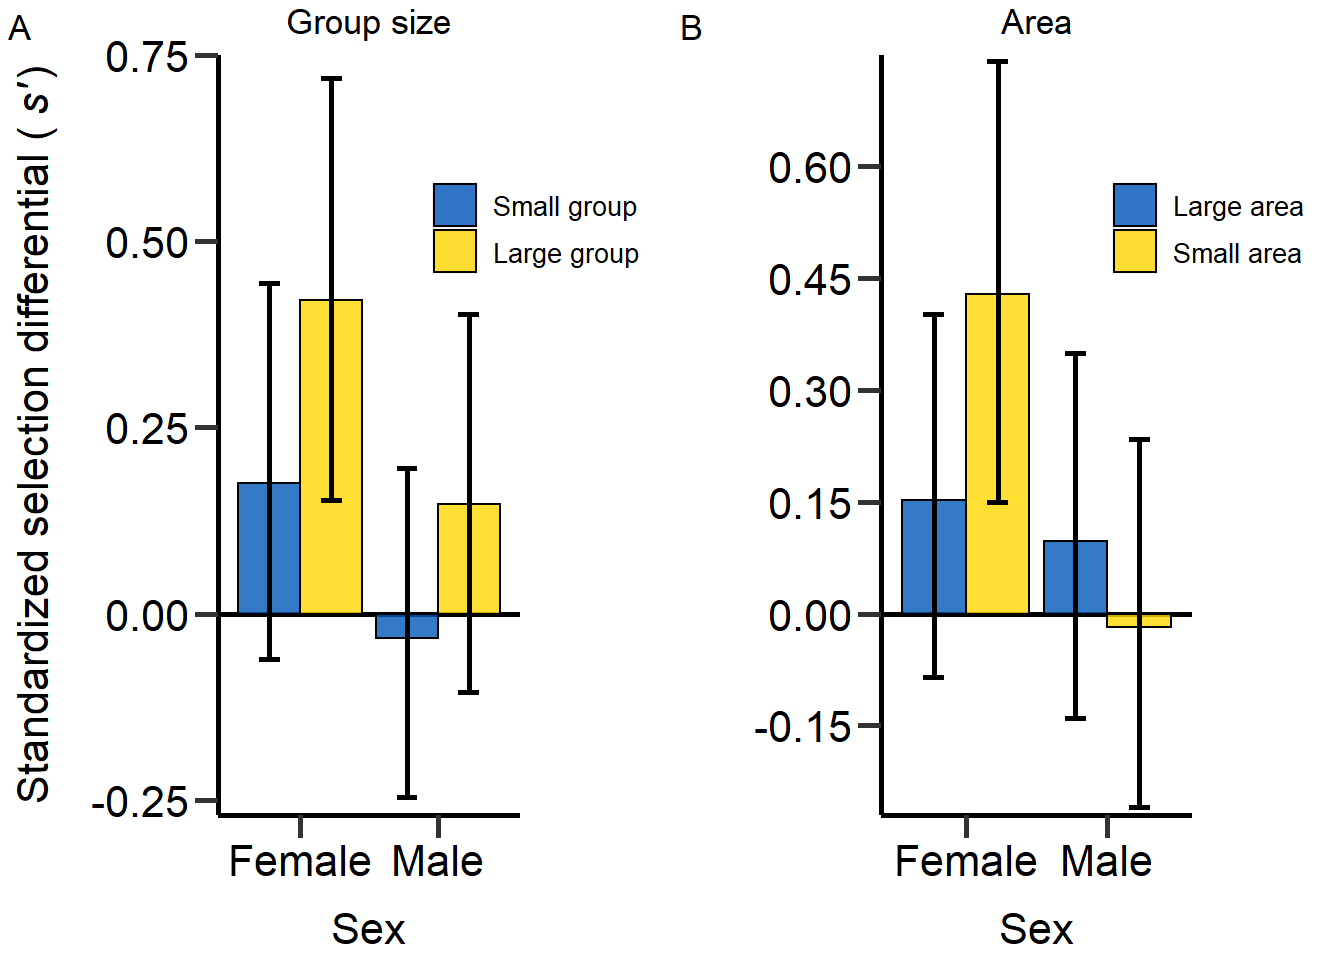 A
Group size
Standardized selection differential ( s′)
0.75
0.50
0.25
0.00
-0.25
Small group
Large group
Female
Male
Sex
B
Area
0.60
0.45
0.30
0.15
0.00
-0.15
Large area
Small area
Female
Male
Sex